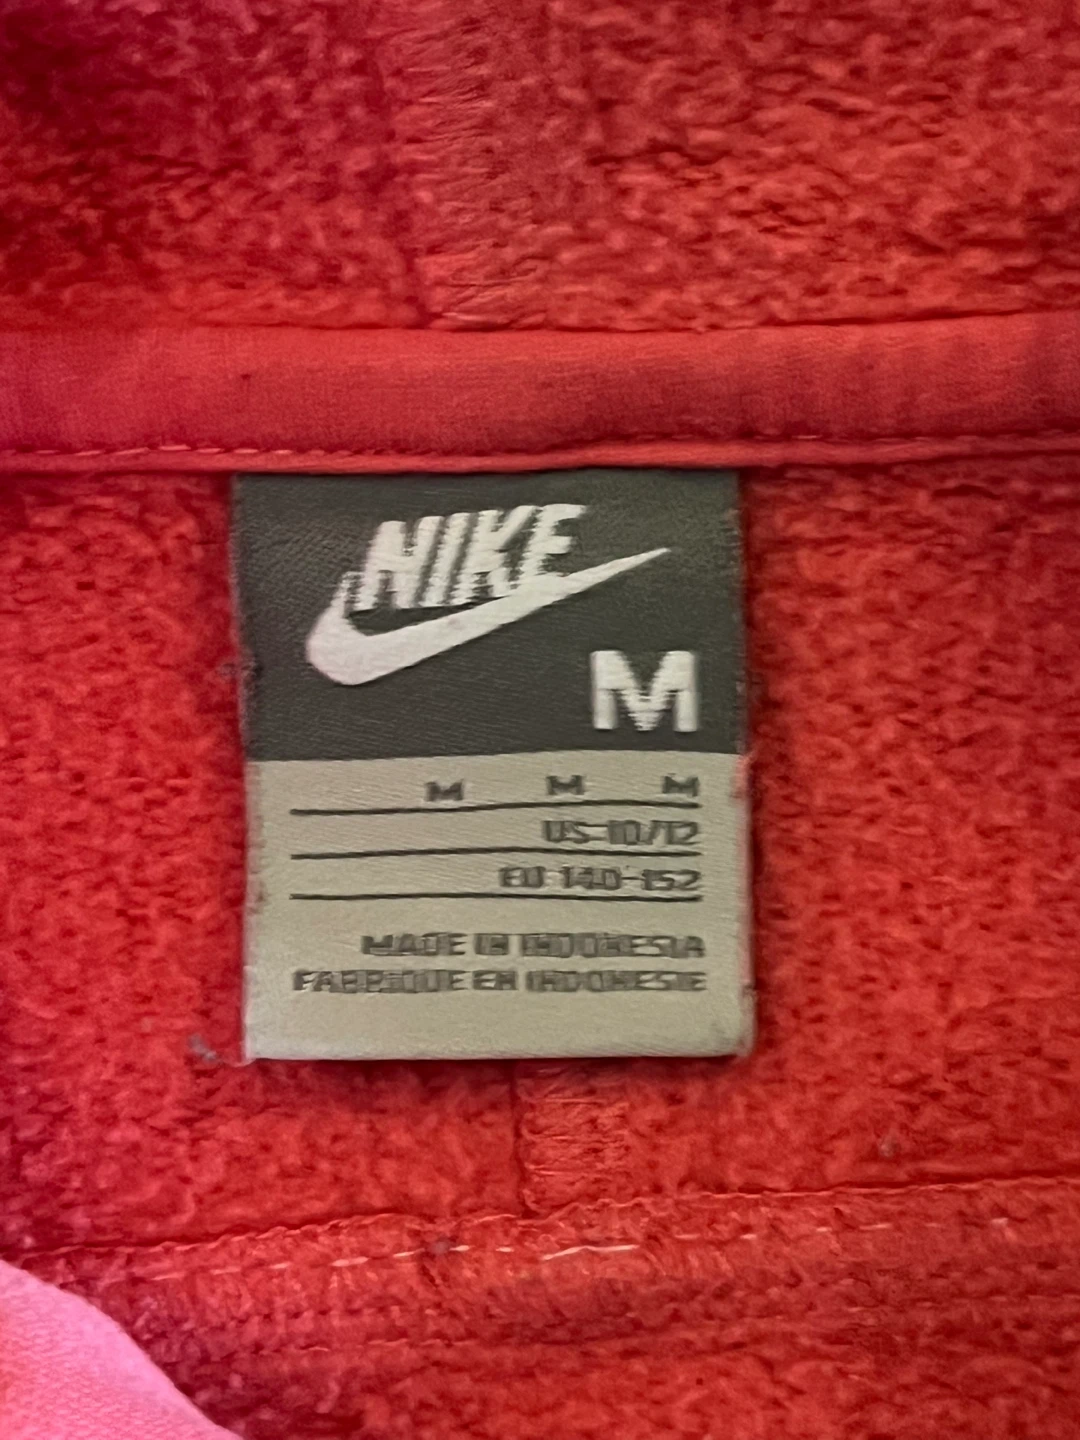 NIKE
M
M M M
US 10/12
EU 140-152
MADE IN INDONESIA
FABRIQUE EN INDONESIE